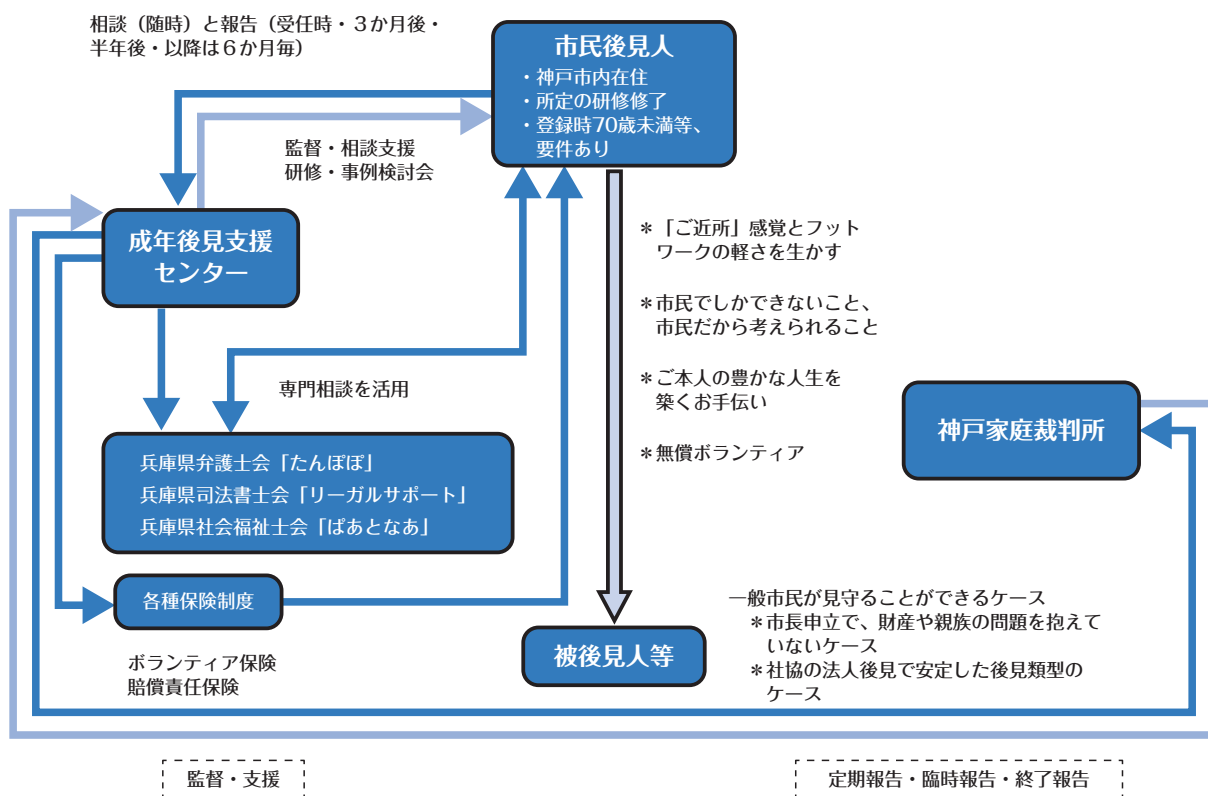 相談（随時）と報告（受任時・３か月後・
半年後・以降は６か月毎）
市民後見人
・神戸市内在住
・所定の研修修了
・登録時70歳未満等、
要件あり
監督・相談支援
研修・事例検討会
成年後見支援
センター
＊「ご近所」感覚とフット
ワークの軽さを生かす
＊市民でしかできないこと、
市民だから考えられること
＊ご本人の豊かな人生を
築くお手伝い
＊無償ボランティア
専門相談を活用
神戸家庭裁判所
兵庫県弁護士会「たんぽぽ」
兵庫県司法書士会「リーガルサポート」
兵庫県社会福祉士会「ぱあとなあ」
各種保険制度
ボランティア保険
賠償責任保険
被後見人等
一般市民が見守ることができるケース
＊市長申立で、財産や親族の問題を抱えて
いないケース
＊社協の法人後見で安定した後見類型の
ケース
監督・支援
定期報告・臨時報告・終了報告